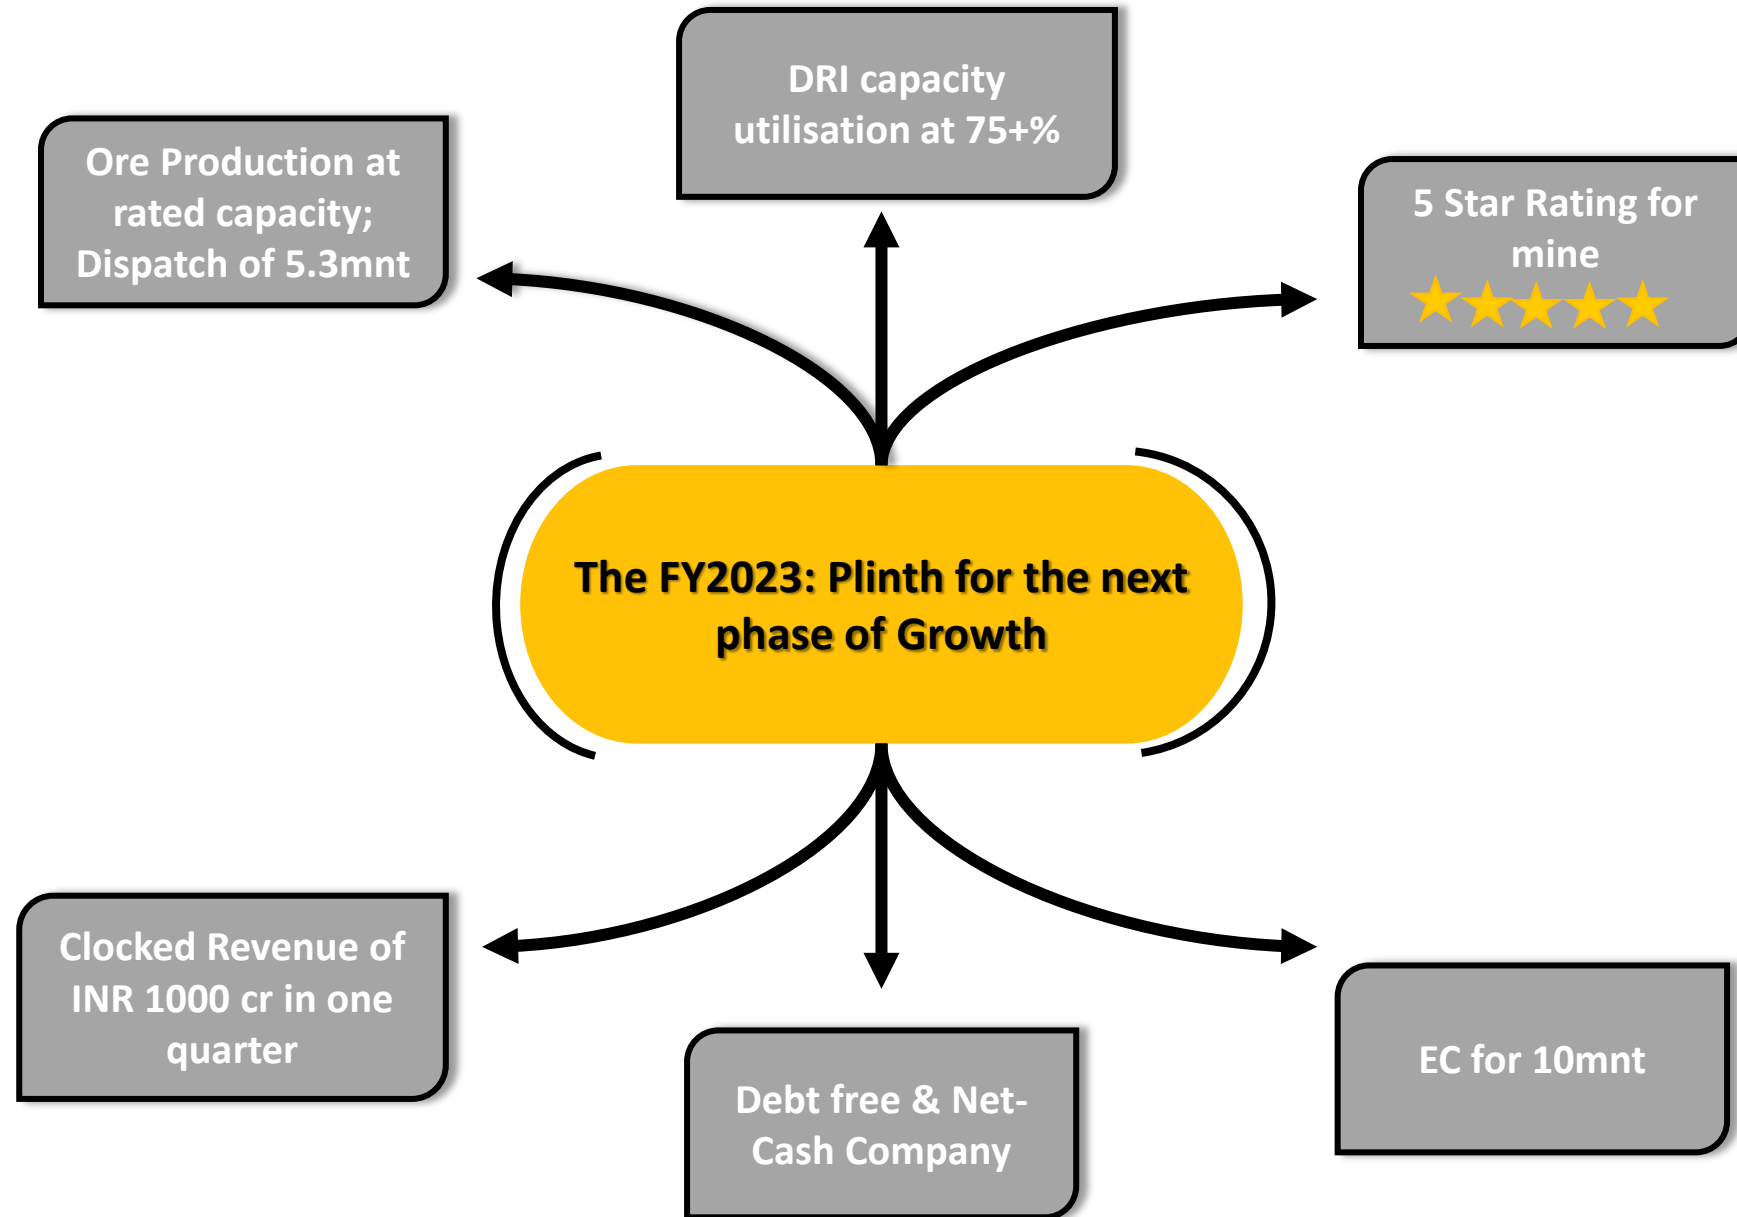 DRI capacity
utilisation at 75+%
Ore Production at
rated capacity;
Dispatch of 5.3mnt
5 Star Rating for
mine
The FY2023: Plinth for the next
phase of Growth
Clocked Revenue of
INR 1000 cr in one
quarter
Debt free & Net-
Cash Company
EC for 10mnt